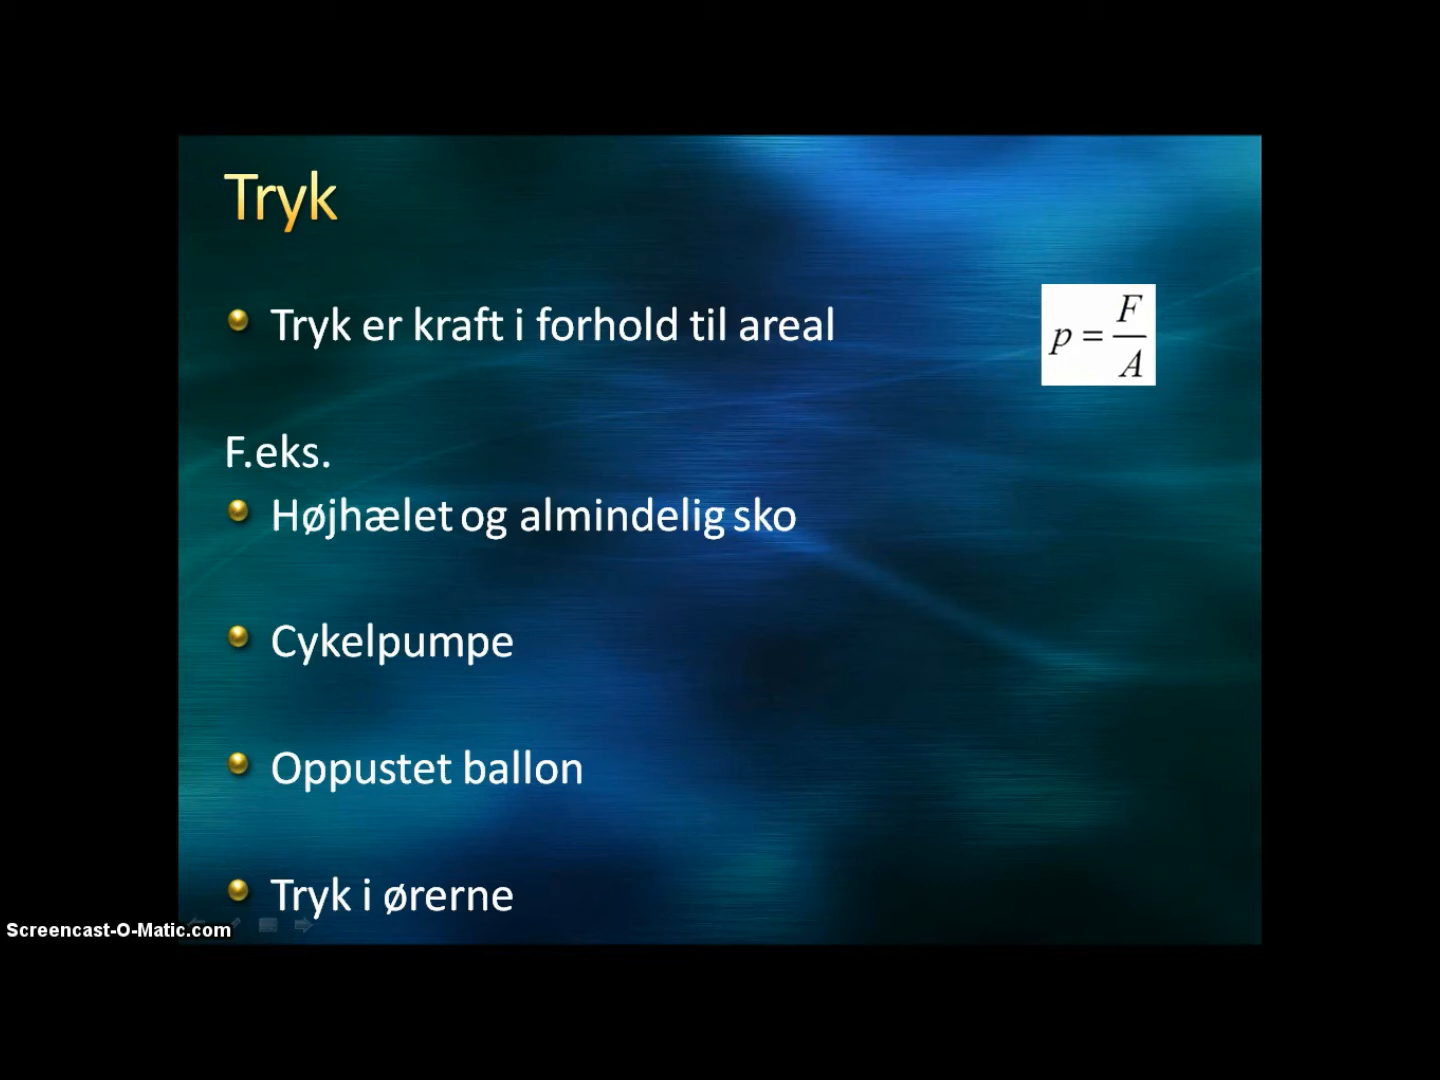 Tryk
Tryk er kraft i forhold til areal
p = F
A
F.eks.
Højhælet og almindelig sko
Cykelpumpe
Oppustet ballon
Tryk i ørerne
Screencast-O-Matic.com